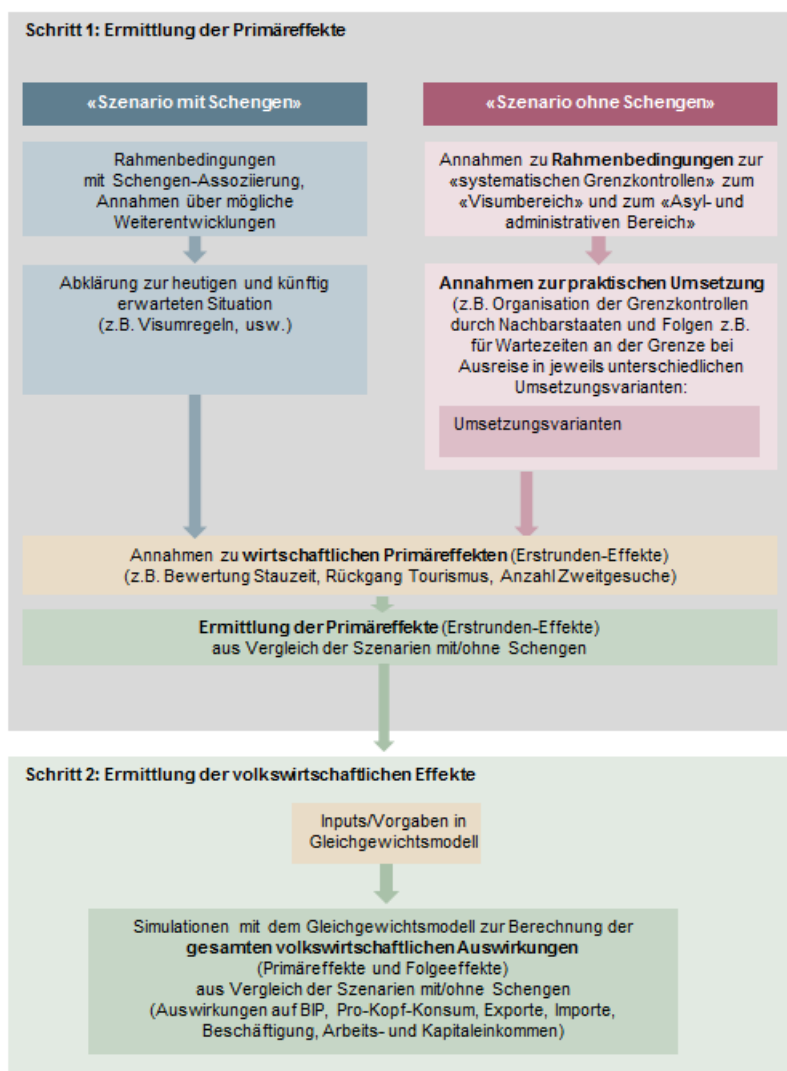 Schritt 1: Ermittlung der Primäreffekte
«Szenario mit Schengen»
Rahmenbedingungen
mit Schengen-Assoziierung,
Annahmen über mögliche
Weiterentwicklungen
Abklärung zur heutigen und künftig
erwarteten Situation
(z.B. Visumregeln, usw.)
«Szenario ohne Schengen»
Annahmen zu Rahmenbedingungen zur
«systematischen Grenzkontrollen» zum
«Visumbereich» und zum «Asyl- und
administrativen Bereich»
Annahmen zur praktischen Umsetzung
(z.B. Organisation der Grenzkontrollen
durch Nachbarstaaten und Folgen z.B.
für Wartezeiten an der Grenze bei
Ausreise in jeweils unterschiedlichen
Umsetzungsvarianten:
Umsetzungsvarianten
Annahmen zu wirtschaftlichen Primäreffekten (Erstrunden-Effekte)
(z.B. Bewertung Stauzeit, Rückgang Tourismus, Anzahl Zweitgesuche)
Ermittlung der Primäreffekte (Erstrunden-Effekte)
aus Vergleich der Szenarien mit/ohne Schengen
Schritt 2: Ermittlung der volkswirtschaftlichen Effekte
Inputs/Vorgaben in
Gleichgewichtsmodell
Simulationen mit dem Gleichgewichtsmodell zur Berechnung der
gesamten volkswirtschaftlichen Auswirkungen
(Primäreffekte und Folgeeffekte)
aus Vergleich der Szenarien mit/ohne Schengen
(Auswirkungen auf BIP, Pro-Kopf-Konsum, Exporte, Importe,
Beschäftigung, Arbeits- und Kapitaleinkommen)